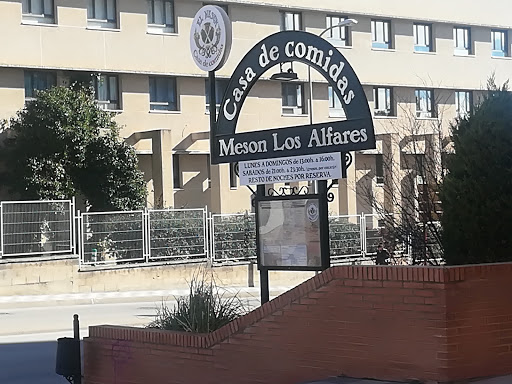 Casa de comidas
Meson Los Alfares
LUNES A DOMINGOS de 13:00h. a 16:00h.
SABADOS de 21:00h. a 23:30h.
RESTO DE NOCHES POR RESERVA